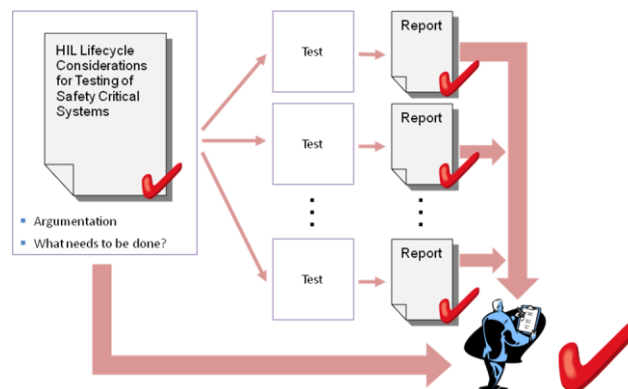 HIL Lifecycle
Considerations
for Testing of
Safety Critical
Systems
Argumentation
What needs to be done?
Test
Report
Test
Report
Test
Report